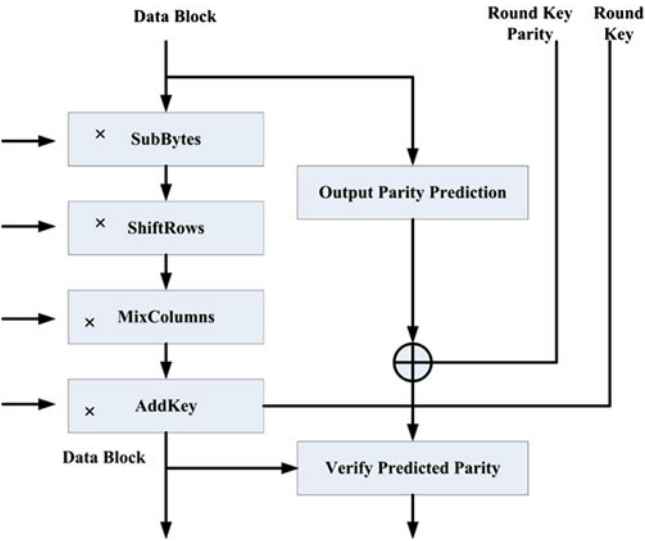 Data Block
Round Key
Parity
Round
Key
× SubBytes
Output Parity Prediction
× ShiftRows
× MixColumns
× AddKey
Data Block
Verify Predicted Parity